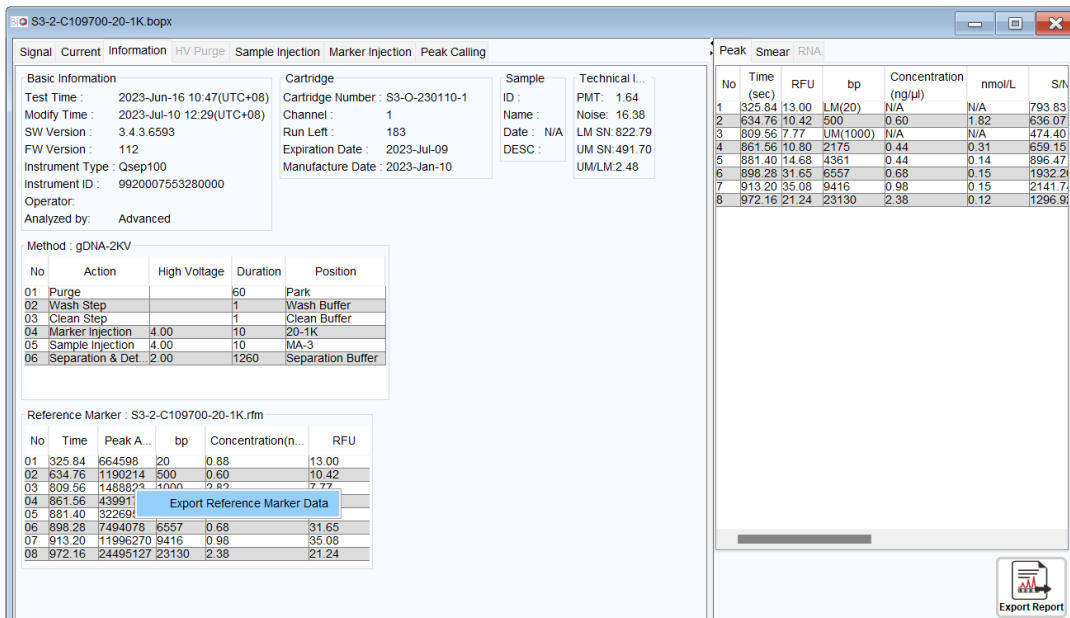 BIO S3-2-C109700-20-1K.bopx
Signal Current Information HV Purge Sample Injection Marker Injection Peak Calling
Basic Information
Test Time : 2023-Jun-16 10:47(UTC+08)
Modify Time : 2023-Jul-10 12:29(UTC+08)
SW Version : 3.4.3.6593
FW Version : 112
Instrument Type : Qsep100
Instrument ID : 9920007553280000
Operator:
Analyzed by: Advanced
Cartridge
Cartridge Number : S3-O-230110-1
Channel : 1
Run Left : 183
Expiration Date : 2023-Jul-09
Manufacture Date : 2023-Jan-10
Sample
ID :
Name :
Date : N/A
DESC :
Technical I...
PMT: 1.64
Noise: 16.38
LM SN:822.79
UM SN:491.70
UM/LM:2.48
Method : gDNA-2KV
No Action High Voltage Duration Position
01 Purge 60 Park
02 Wash Step 1 Wash Buffer
03 Clean Step 1 Clean Buffer
04 Marker Injection 4.00 10 20-1K
05 Sample Injection 4.00 10 MA-3
06 Separation & Det... 2.00 1260 Separation Buffer
Reference Marker : S3-2-C109700-20-1K.rfm
No Time Peak A... bp Concentration(n... RFU
01 325.84 664598 20 0.88 13.00
02 634.76 1190214 500 0.60 10.42
03 809.56 1488823 1000 2.82 7.77
04 861.56
05 881.40
Export Reference Marker Data
06 898.28 7494078 6557 0.68 31.65
07 913.20 11996270 9416 0.98 35.08
08 972.16 24495127 23130 2.38 21.24
Peak Smear RNA
No Time (sec) RFU bp Concentration (ng/µl) nmol/L S/N
1 325.84 13.00 LM(20) N/A N/A 793.83
2 634.76 10.42 500 0.60 1.82 636.07
3 809.56 7.77 UM(1000) N/A N/A 474.40
4 861.56 10.80 2175 0.44 0.31 659.15
5 881.40 14.68 4361 0.44 0.14 896.47
6 898.28 31.65 6557 0.68 0.15 1932.20
7 913.20 35.08 9416 0.98 0.15 2141.7
8 972.16 21.24 23130 2.38 0.12 1296.9
Export Report